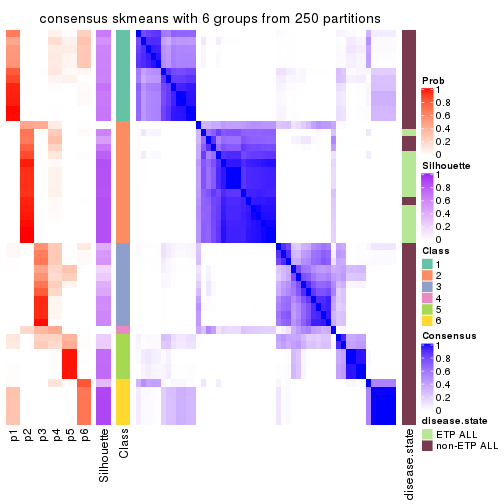 consensus skmeans with 6 groups from 250 partitions
p1
p2
p3
p4
p5
p6
Silhouette
Class
disease.state
Prob
1
0.8
0.6
0.4
0.2
0
Silhouette
1
0.8
0.6
0.4
0.2
0
Class
1
2
3
4
5
6
Consensus
1
0.8
0.6
0.4
0.2
0
disease.state
ETP ALL
non-ETP ALL